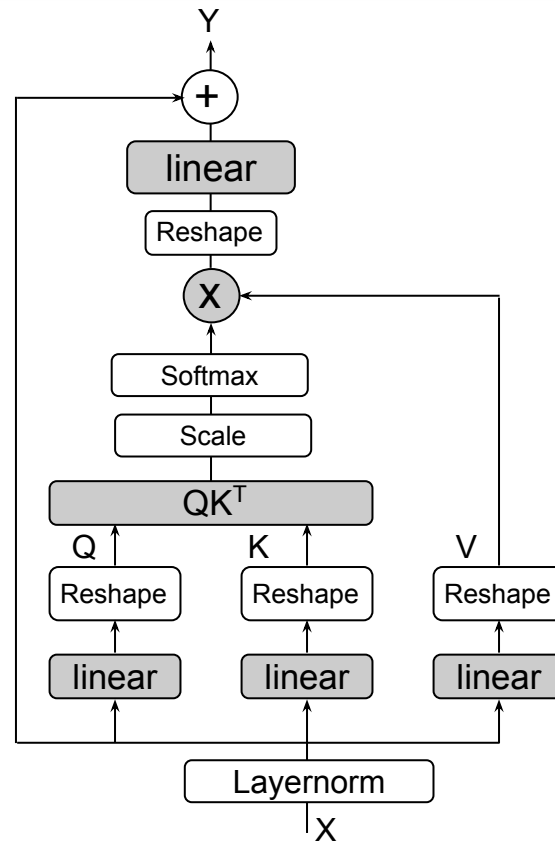 Y
+
linear
Reshape
x
Softmax
Scale
QKᵀ
Q K V
Reshape Reshape Reshape
linear linear linear
Layernorm
X